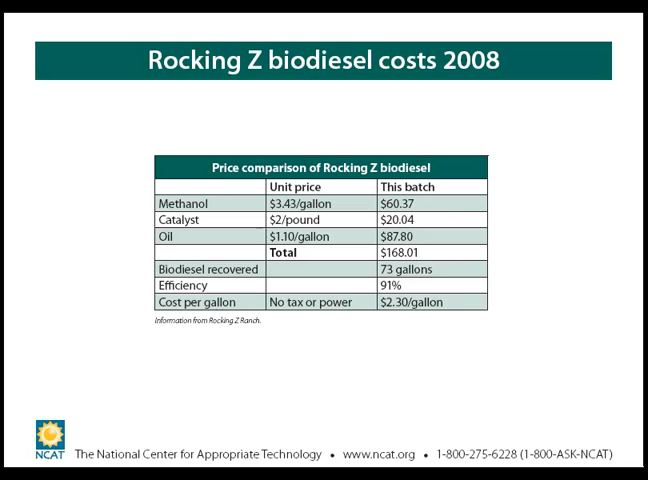 Rocking Z biodiesel costs 2008
Price comparison of Rocking Z biodiesel
Unit price This batch
Methanol $3.43/gallon $60.37
Catalyst $2/pound $20.04
Oil $1.10/gallon $87.80
Total $168.01
Biodiesel recovered 73 gallons
Efficiency 91%
Cost per gallon No tax or power $2.30/gallon
Information from Rocking Z Ranch.
NCAT
The National Center for Appropriate Technology • www.ncat.org • 1-800-275-6228 (1-800-ASK-NCAT)